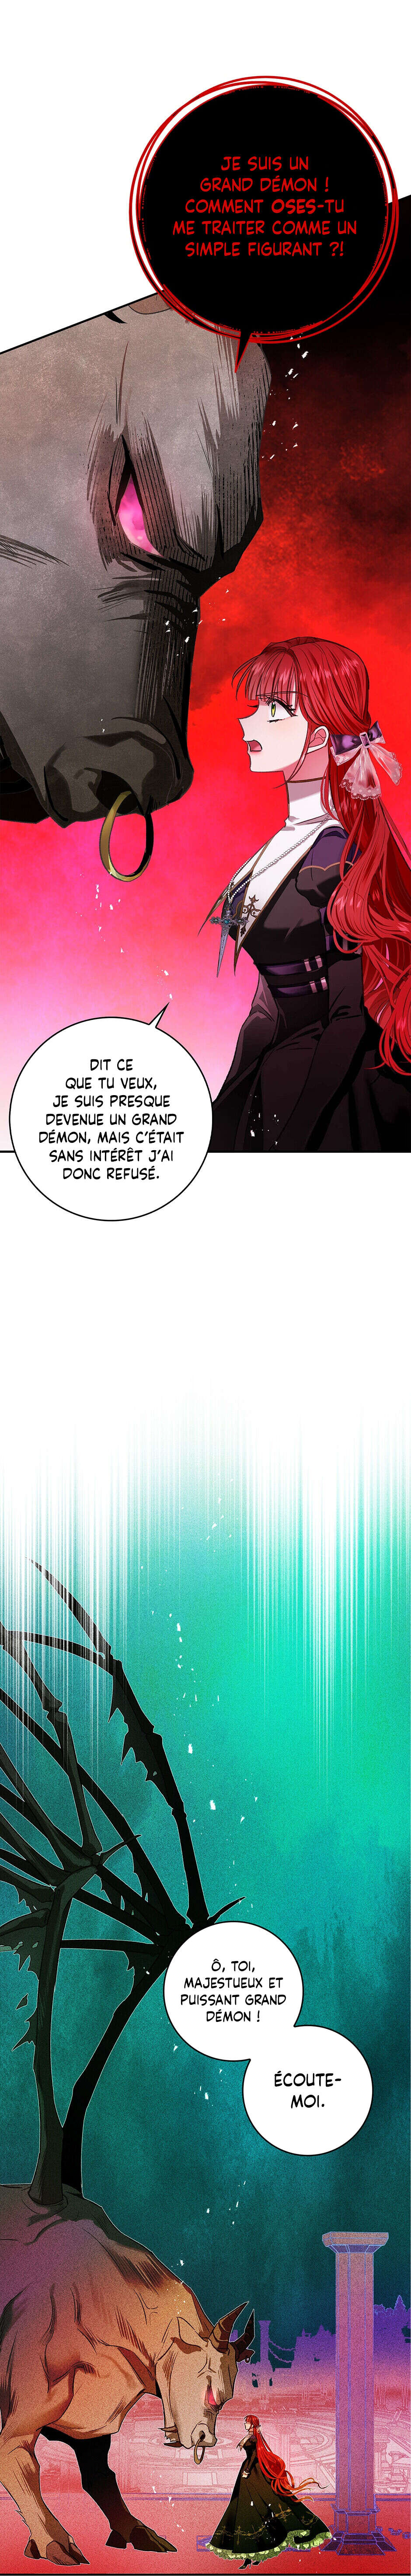 JE SUIS UN
GRAND DÉMON !
COMMENT OSES-TU
ME TRAITER COMME UN
SIMPLE FIGURANT ?!
DIT CE
QUE TU VEUX,
JE SUIS PRESQUE
DEVENUE UN GRAND
DÉMON, MAIS C'ÉTAIT
SANS INTÉRÊT J'AI
DONC REFUSÉ.
Ô, TOI,
MAJESTUEUX ET
PUISSANT GRAND
DÉMON !
ÉCOUTE-
MOI.